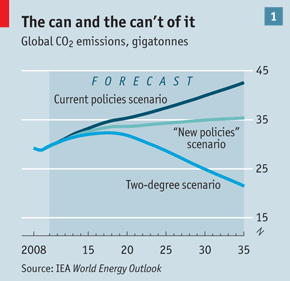 The can and the can't of it
1
Global CO2 emissions, gigatonnes
FORECAST
45
Current policies scenario
35
"New policies"
scenario
25
Two-degree scenario
15
2008 15 20 25 30 35
Source: IEA World Energy Outlook